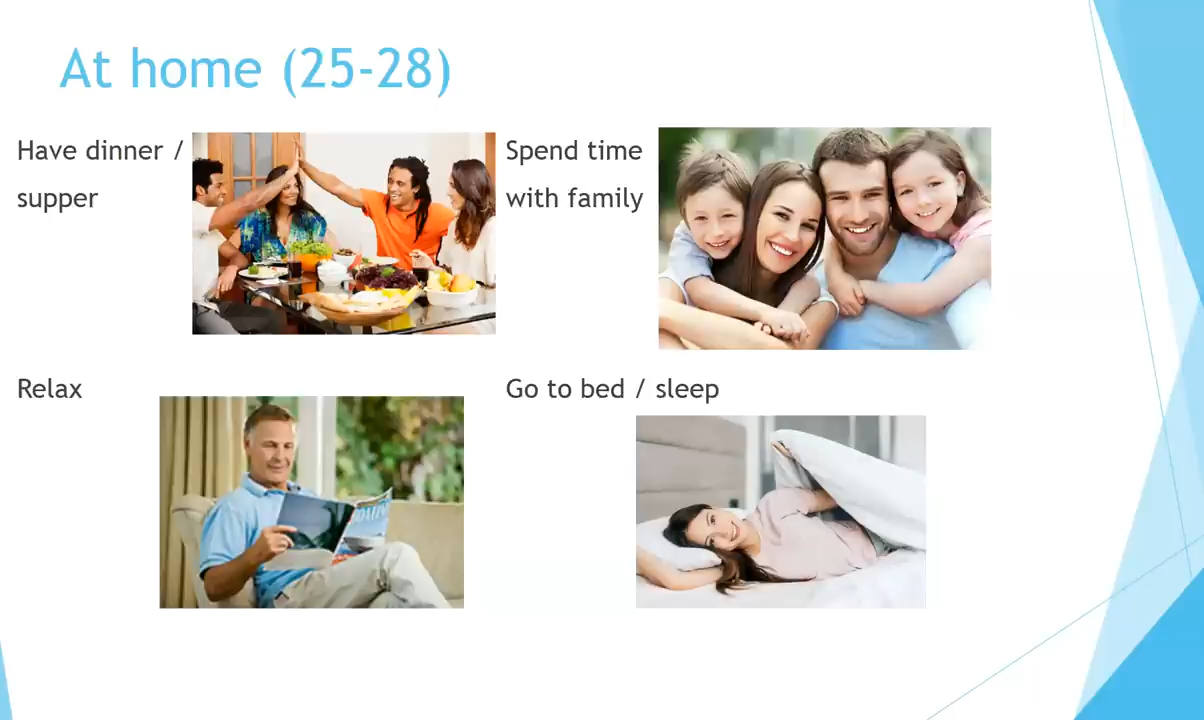 At home (25-28)
Have dinner /
supper
Spend time
with family
Relax
Go to bed / sleep